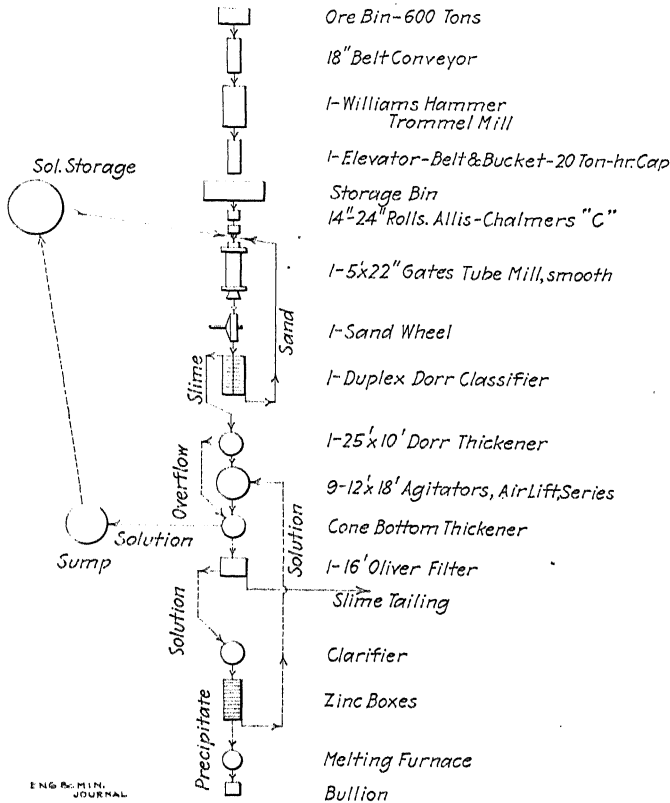 Ore Bin-600 Tons
18" Belt Conveyor
1-Williams Hammer
Trommel Mill
1-Elevator-Belt & Bucket-20 Ton-hr. Cap
Sol. Storage
Storage Bin
14"-24" Rolls. Allis-Chalmers "C"
1-5'x22" Gates Tube Mill, smooth
Sand
1-Sand Wheel
Slime
1-Duplex Dorr Classifier
1-25'x10' Dorr Thickener
Overflow
9-12'x18' Agitators, Air Lift, Series
Solution
Cone Bottom Thickener
Solution
Sump
1-16' Oliver Filter
Slime Tailing
Solution
Clarifier
Zinc Boxes
Precipitate
Melting Furnace
Bullion
ENG & MIN.
JOURNAL